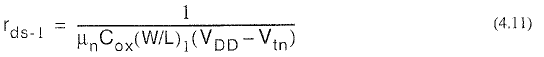 r_ds-1 = 1 / (μ_n C_ox (W/L)_1 (V_DD − V_tn)) (4.11)